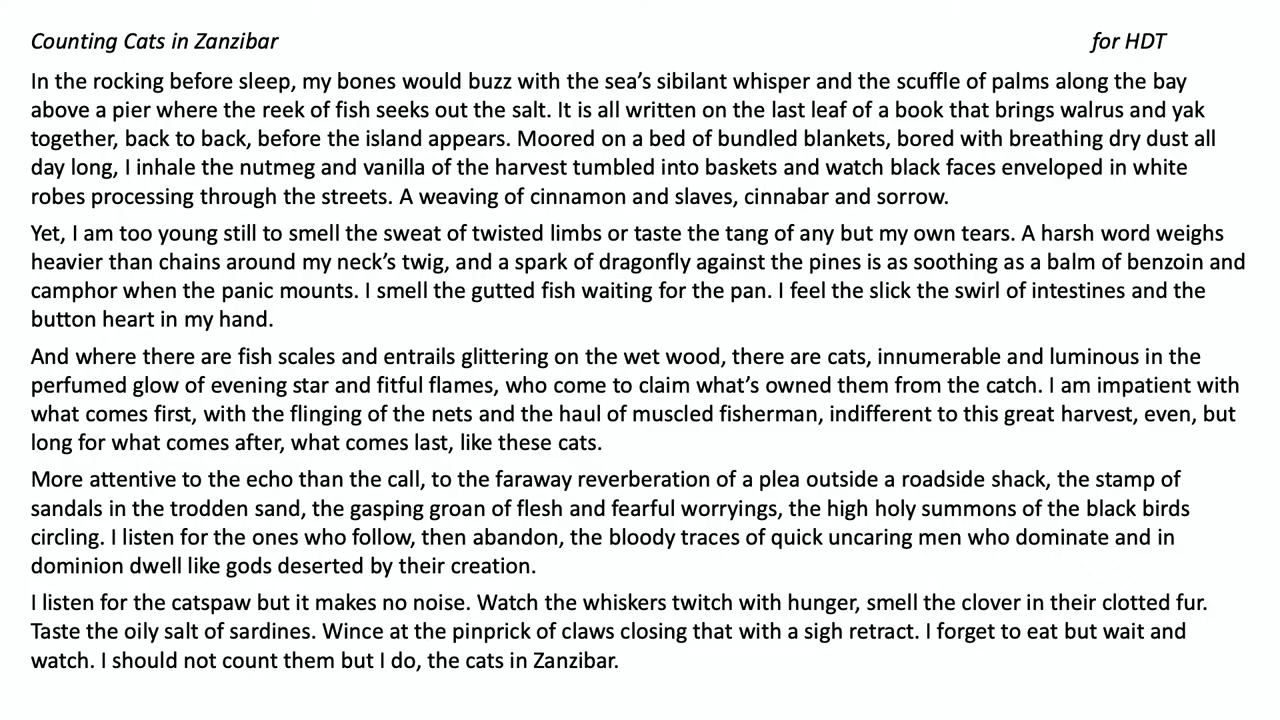 Counting Cats in Zanzibar for HDT
In the rocking before sleep, my bones would buzz with the sea’s sibilant whisper and the scuffle of palms along the bay
above a pier where the reek of fish seeks out the salt. It is all written on the last leaf of a book that brings walrus and yak
together, back to back, before the island appears. Moored on a bed of bundled blankets, bored with breathing dry dust all
day long, I inhale the nutmeg and vanilla of the harvest tumbled into baskets and watch black faces enveloped in white
robes processing through the streets. A weaving of cinnamon and slaves, cinnabar and sorrow.
Yet, I am too young still to smell the sweat of twisted limbs or taste the tang of any but my own tears. A harsh word weighs
heavier than chains around my neck’s twig, and a spark of dragonfly against the pines is as soothing as a balm of benzoin and
camphor when the panic mounts. I smell the gutted fish waiting for the pan. I feel the slick the swirl of intestines and the
button heart in my hand.
And where there are fish scales and entrails glittering on the wet wood, there are cats, innumerable and luminous in the
perfumed glow of evening star and fitful flames, who come to claim what’s owned them from the catch. I am impatient with
what comes first, with the flinging of the nets and the haul of muscled fisherman, indifferent to this great harvest, even, but
long for what comes after, what comes last, like these cats.
More attentive to the echo than the call, to the faraway reverberation of a plea outside a roadside shack, the stamp of
sandals in the trodden sand, the gasping groan of flesh and fearful worryings, the high holy summons of the black birds
circling. I listen for the ones who follow, then abandon, the bloody traces of quick uncaring men who dominate and in
dominion dwell like gods deserted by their creation.
I listen for the catspaw but it makes no noise. Watch the whiskers twitch with hunger, smell the clover in their clotted fur.
Taste the oily salt of sardines. Wince at the pinprick of claws closing that with a sigh retract. I forget to eat but wait and
watch. I should not count them but I do, the cats in Zanzibar.